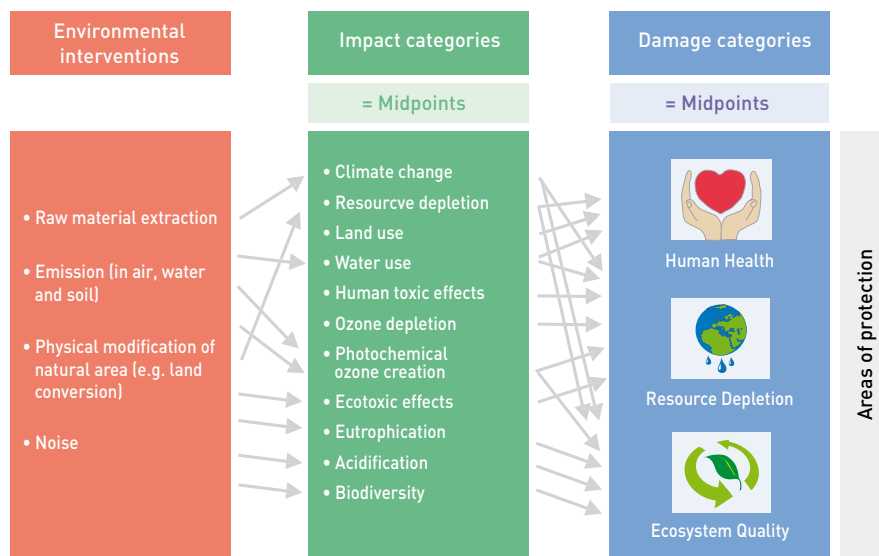 Environmental
interventions
Impact categories
Damage categories
= Midpoints
= Midpoints
• Raw material extraction
• Emission (in air, water
and soil)
• Physical modification of
natural area (e.g. land
conversion)
• Noise
• Climate change
• Resourcve depletion
• Land use
• Water use
• Human toxic effects
• Ozone depletion
• Photochemical
ozone creation
• Ecotoxic effects
• Eutrophication
• Acidification
• Biodiversity
Human Health
Resource Depletion
Ecosystem Quality
Areas of protection